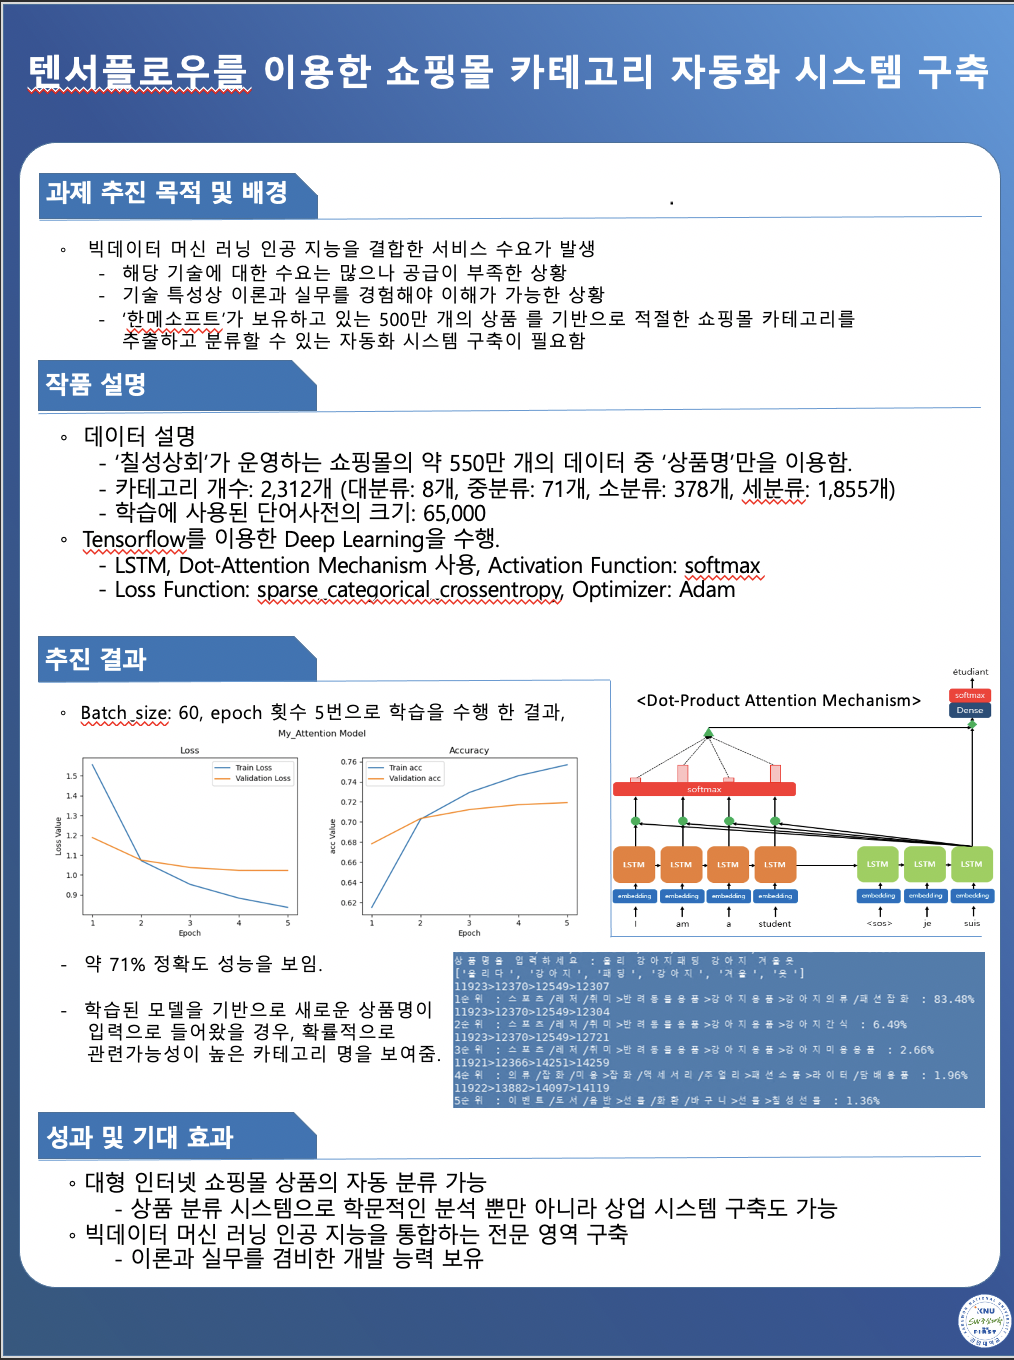 텐서플로우를 이용한 쇼핑몰 카테고리 자동화 시스템 구축
과제 추진 목적 및 배경
.
◦ 빅데이터 머신 러닝 인공 지능을 결합한 서비스 수요가 발생
- 해당 기술에 대한 수요는 많으나 공급이 부족한 상황
- 기술 특성상 이론과 실무를 경험해야 이해가 가능한 상황
- ‘한메소프트’가 보유하고 있는 500만 개의 상품 를 기반으로 적절한 쇼핑몰 카테고리를
추출하고 분류할 수 있는 자동화 시스템 구축이 필요함
작품 설명
◦ 데이터 설명
- ‘칠성상회’가 운영하는 쇼핑몰의 약 550만 개의 데이터 중 ‘상품명’만을 이용함.
- 카테고리 개수: 2,312개 (대분류: 8개, 중분류: 71개, 소분류: 378개, 세분류: 1,855개)
- 학습에 사용된 단어사전의 크기: 65,000
◦ Tensorflow를 이용한 Deep Learning을 수행.
- LSTM, Dot-Attention Mechanism 사용, Activation Function: softmax
- Loss Function: sparse_categorical_crossentropy, Optimizer: Adam
추진 결과
◦ Batch_size: 60, epoch 횟수 5번으로 학습을 수행 한 결과,
My_Attention Model
Loss
Train Loss
Validation Loss
Loss Value
1.5
1.4
1.3
1.2
1.1
1.0
0.9
1 2 3 4 5
Epoch
Accuracy
Train acc
Validation acc
acc Value
0.76
0.74
0.72
0.70
0.68
0.66
0.64
0.62
1 2 3 4 5
Epoch
<Dot-Product Attention Mechanism>
étudiant
softmax
Dense
softmax
LSTM LSTM LSTM LSTM LSTM LSTM LSTM
embedding embedding embedding embedding embedding embedding embedding
I am a student <sos> je suis
- 약 71% 정확도 성능을 보임.
- 학습된 모델을 기반으로 새로운 상품명이
입력으로 들어왔을 경우, 확률적으로
관련가능성이 높은 카테고리 명을 보여줌.
상품명을 입력하세요 : 울리 강아지패딩 강아지 겨울옷
['울리다', '강아지', '패딩', '강아지', '겨울', '옷']
11923>12370>12549>12307
1순위 : 스포츠/레저/취미>반려동물용품>강아지용품>강아지의류/패션잡화 : 83.48%
11923>12370>12549>12304
2순위 : 스포츠/레저/취미>반려동물용품>강아지용품>강아지간식 : 6.49%
11923>12370>12549>12721
3순위 : 스포츠/레저/취미>반려동물용품>강아지용품>강아지미용용품 : 2.66%
11921>12366>14251>14259
4순위 : 의류/잡화/미용>잡화/액세서리/주얼리>패션소품>라이터/담배용품 : 1.96%
11922>13882>14097>14119
5순위 : 이벤트/도서/음반>선물/화환/바구니>선물>칠성선물 : 1.36%
성과 및 기대 효과
◦ 대형 인터넷 쇼핑몰 상품의 자동 분류 가능
- 상품 분류 시스템으로 학문적인 분석 뿐만 아니라 상업 시스템 구축도 가능
◦ 빅데이터 머신 러닝 인공 지능을 통합하는 전문 영역 구축
- 이론과 실무를 겸비한 개발 능력 보유
KNU